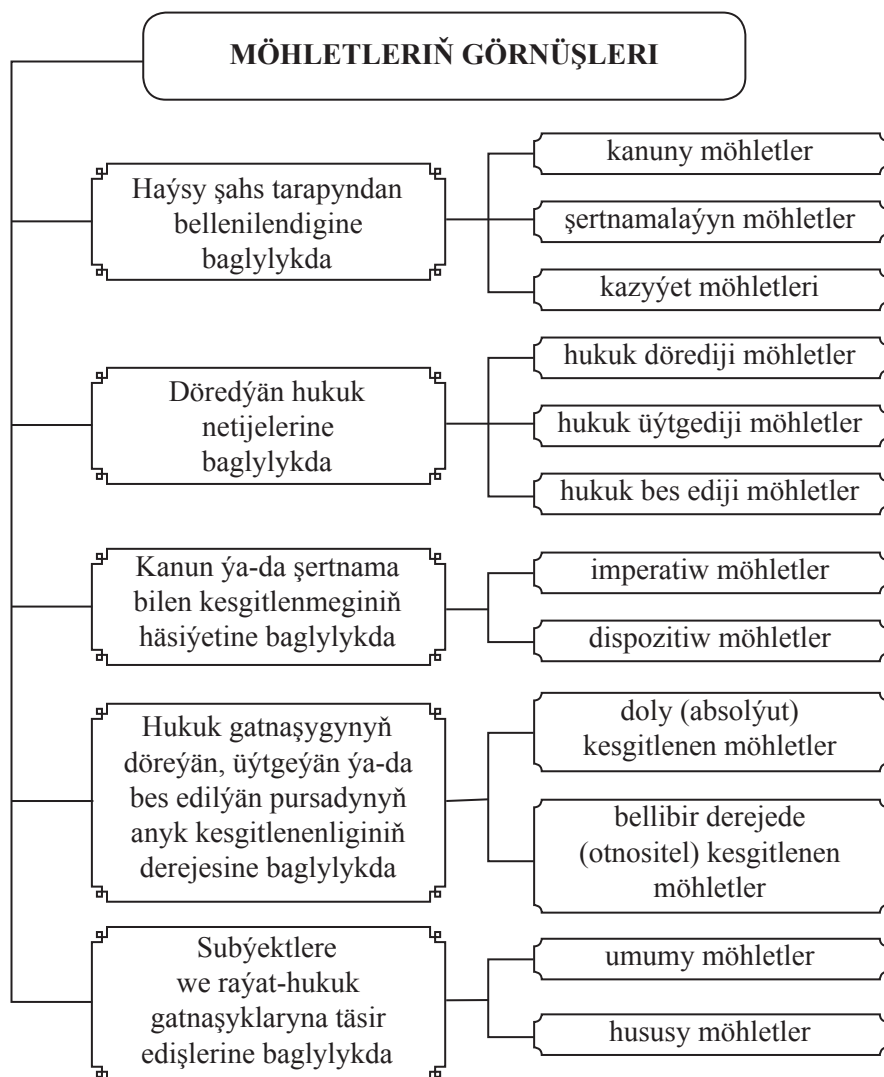 MÖHLETLERIŇ GÖRNÜŞLERI
Haýsy şahs tarapyndan
bellenilendigine
baglylykda
kanuny möhletler
şertnamalaýyn möhletler
kazyýet möhletleri
Döredýän hukuk
netijelerine
baglylykda
hukuk dörediji möhletler
hukuk üýtgediji möhletler
hukuk bes ediji möhletler
Kanun ýa-da şertnama
bilen kesgitlenmeginiň
häsiýetine baglylykda
imperatiw möhletler
dispozitiw möhletler
Hukuk gatnaşygynyň
döreýän, üýtgeýän ýa-da
bes edilýän pursadynyň
anyk kesgitlenenliginiň
derejesine baglylykda
doly (absolýut)
kesgitlenen möhletler
bellibir derejede
(otnositel) kesgitlenen
möhletler
Subýektlere
we raýat-hukuk
gatnaşyklaryna täsir
edişlerine baglylykda
umumy möhletler
hususy möhletler